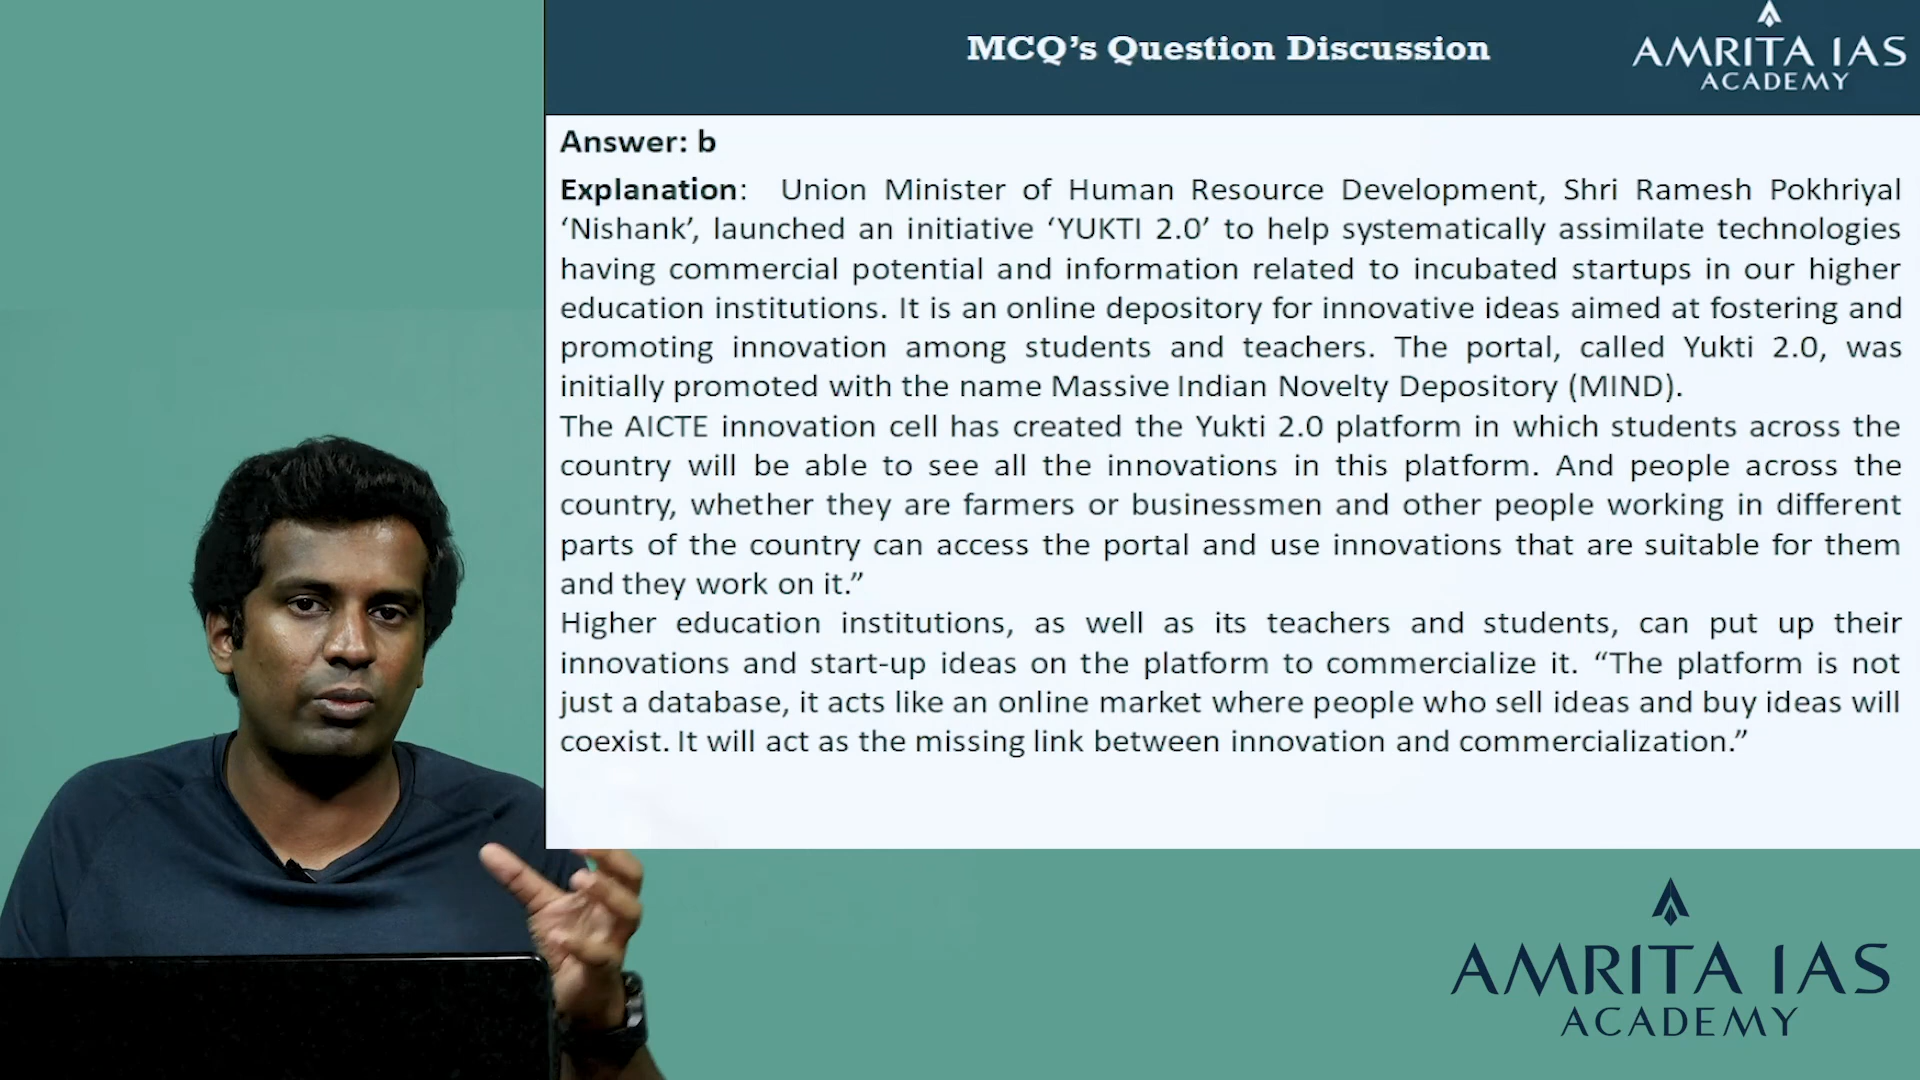 MCQ's Question Discussion
AMRITA IAS
ACADEMY
Answer: b
Explanation: Union Minister of Human Resource Development, Shri Ramesh Pokhriyal
‘Nishank’, launched an initiative ‘YUKTI 2.0’ to help systematically assimilate technologies
having commercial potential and information related to incubated startups in our higher
education institutions. It is an online depository for innovative ideas aimed at fostering and
promoting innovation among students and teachers. The portal, called Yukti 2.0, was
initially promoted with the name Massive Indian Novelty Depository (MIND).
The AICTE innovation cell has created the Yukti 2.0 platform in which students across the
country will be able to see all the innovations in this platform. And people across the
country, whether they are farmers or businessmen and other people working in different
parts of the country can access the portal and use innovations that are suitable for them
and they work on it.”
Higher education institutions, as well as its teachers and students, can put up their
innovations and start-up ideas on the platform to commercialize it. “The platform is not
just a database, it acts like an online market where people who sell ideas and buy ideas will
coexist. It will act as the missing link between innovation and commercialization.”
AMRITA IAS
ACADEMY